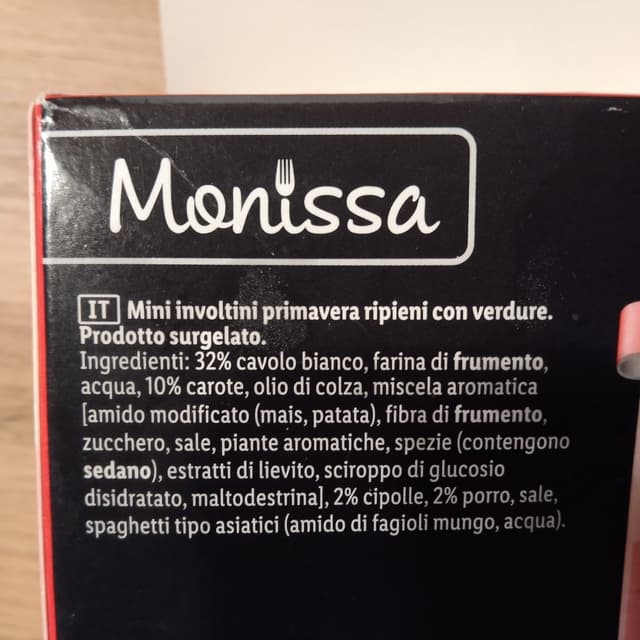 Monissa
IT Mini involtini primavera ripieni con verdure.
Prodotto surgelato.
Ingredienti: 32% cavolo bianco, farina di frumento,
acqua, 10% carote, olio di colza, miscela aromatica
[amido modificato (mais, patata), fibra di frumento,
zucchero, sale, piante aromatiche, spezie (contengono
sedano), estratti di lievito, sciroppo di glucosio
disidratato, maltodestrina], 2% cipolle, 2% porro, sale,
spaghetti tipo asiatici (amido di fagioli mungo, acqua).